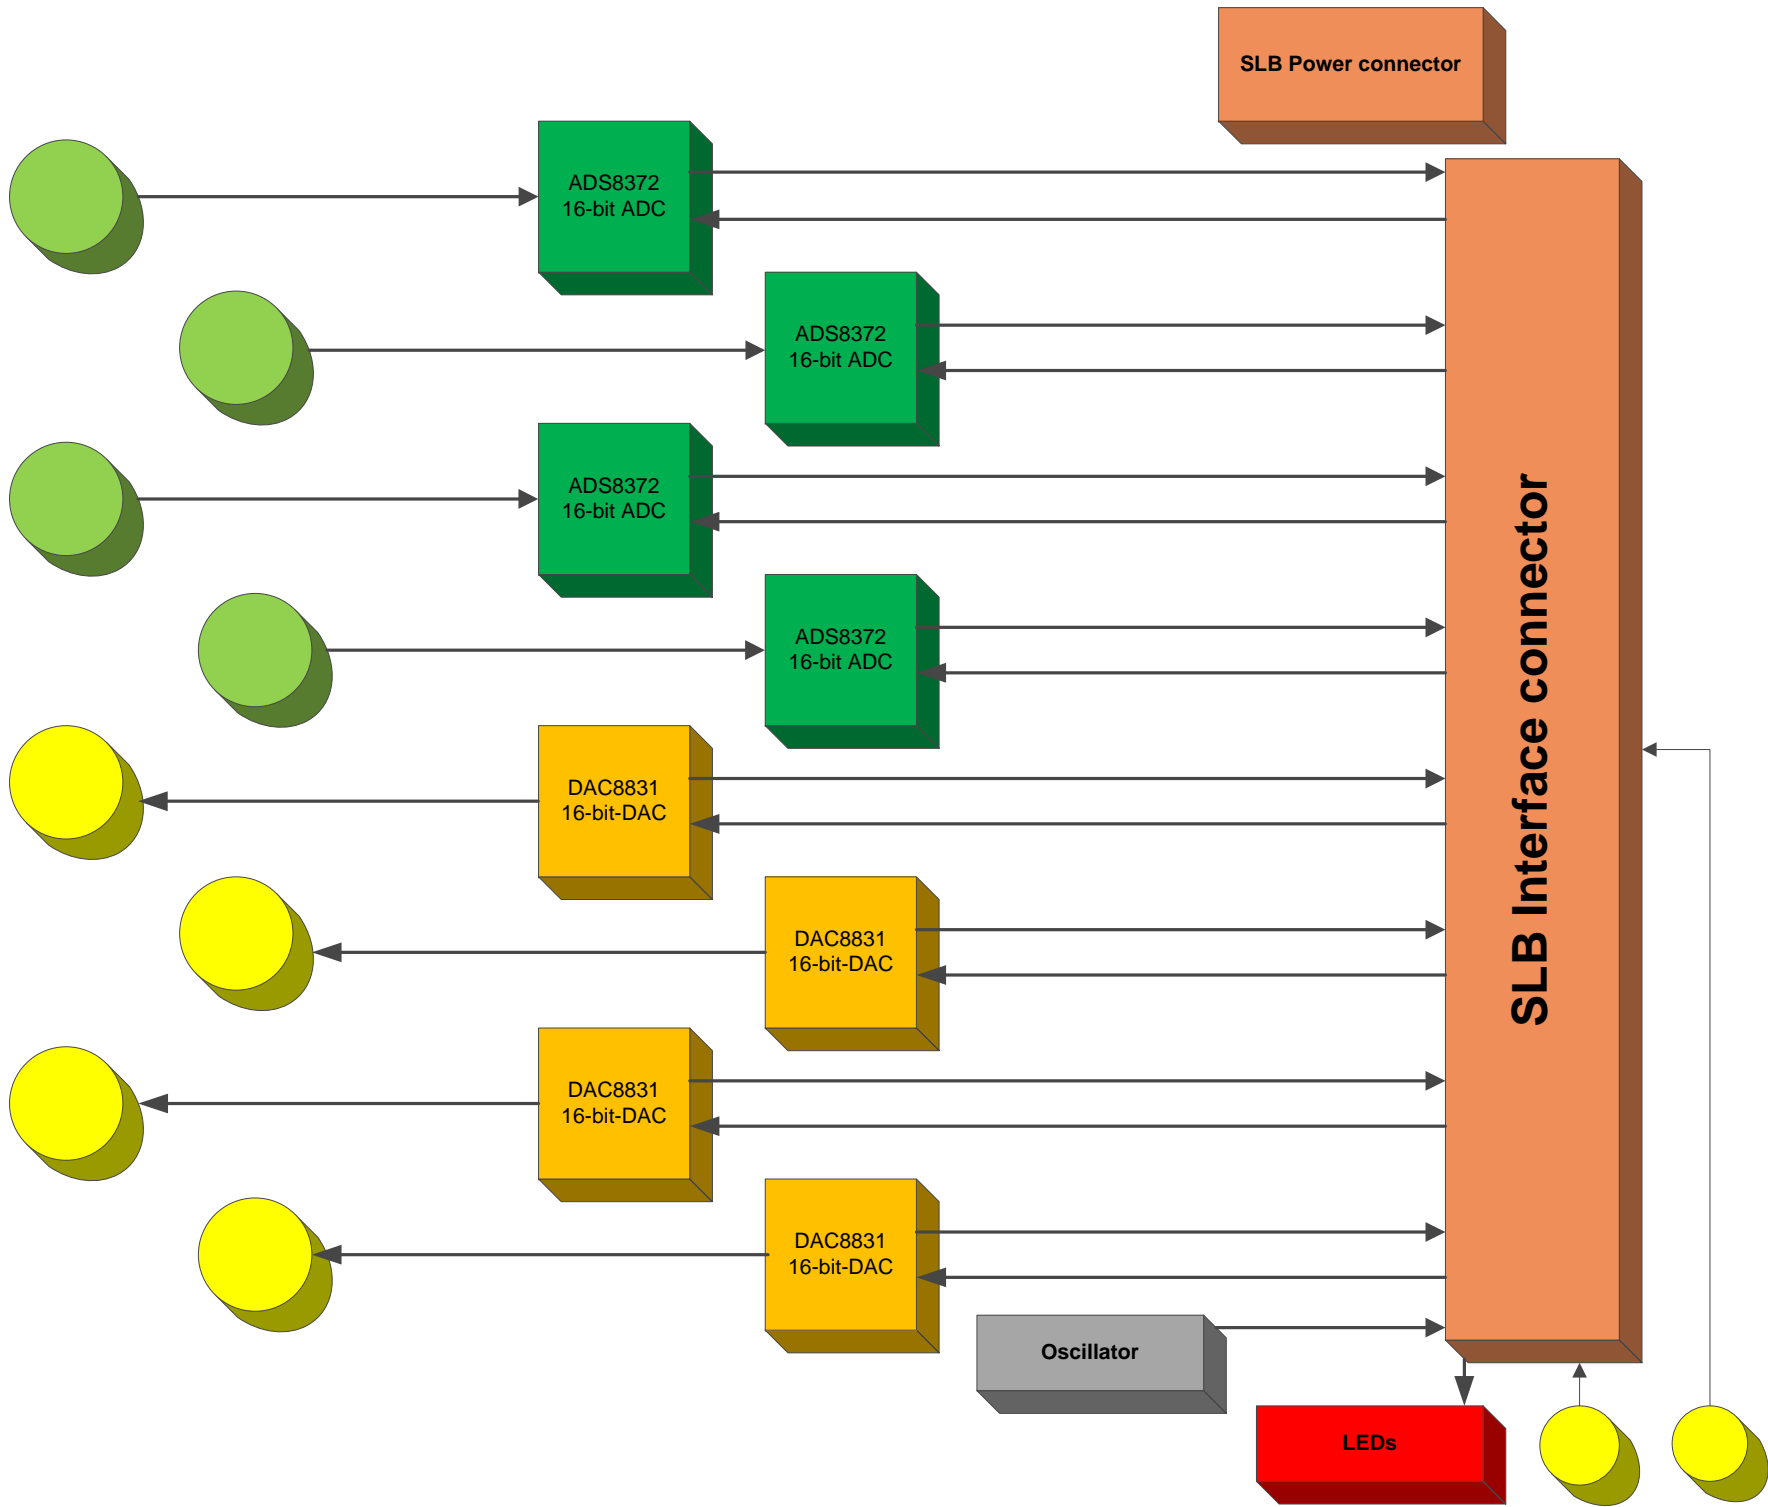 SLB Power connector
ADS8372
16-bit ADC
ADS8372
16-bit ADC
ADS8372
16-bit ADC
ADS8372
16-bit ADC
DAC8831
16-bit-DAC
DAC8831
16-bit-DAC
DAC8831
16-bit-DAC
DAC8831
16-bit-DAC
SLB Interface connector
Oscillator
LEDs